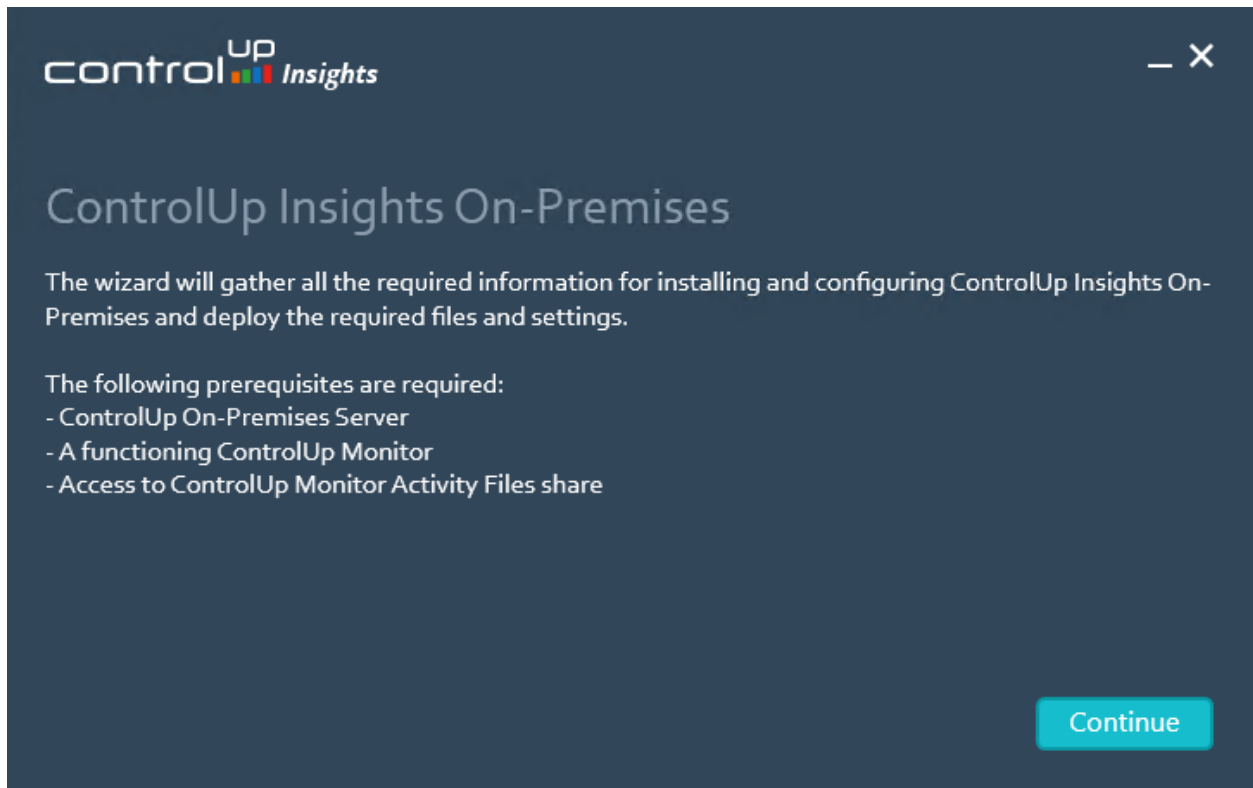 control up Insights
ControlUp Insights On-Premises
The wizard will gather all the required information for installing and configuring ControlUp Insights On-
Premises and deploy the required files and settings.
The following prerequisites are required:
- ControlUp On-Premises Server
- A functioning ControlUp Monitor
- Access to ControlUp Monitor Activity Files share
Continue